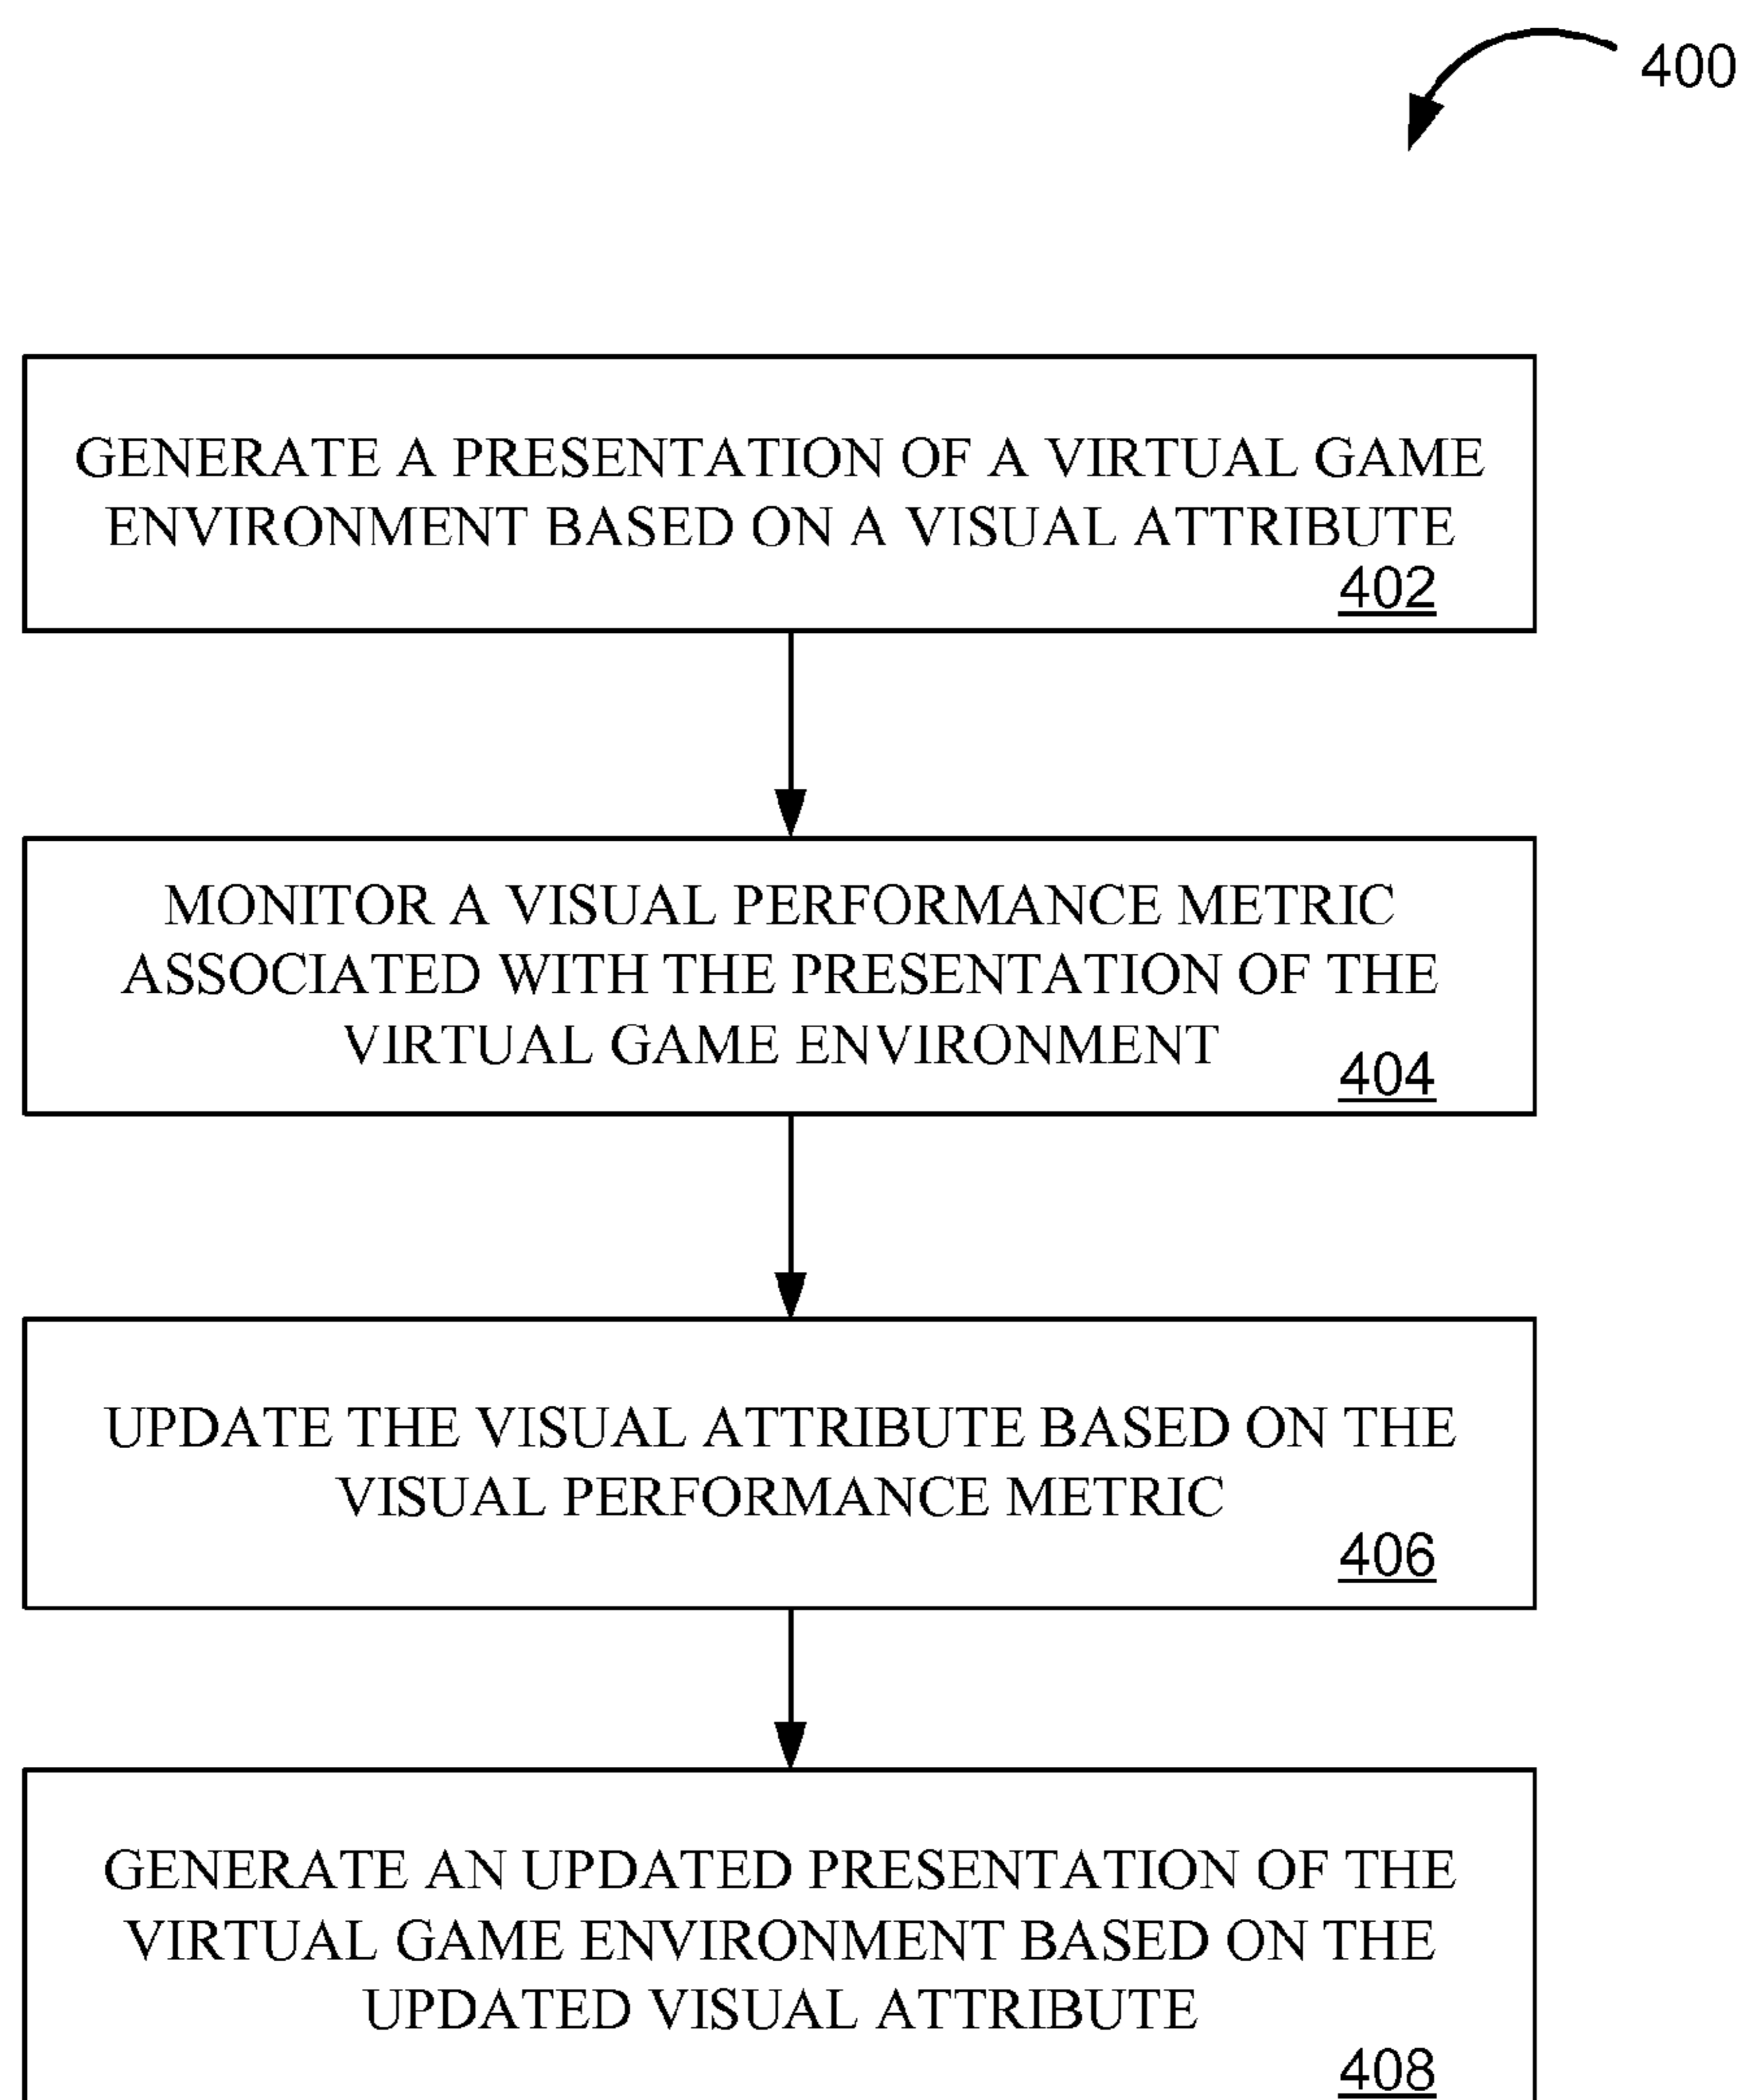 400
GENERATE A PRESENTATION OF A VIRTUAL GAME
ENVIRONMENT BASED ON A VISUAL ATTRIBUTE
402
MONITOR A VISUAL PERFORMANCE METRIC
ASSOCIATED WITH THE PRESENTATION OF THE
VIRTUAL GAME ENVIRONMENT
404
UPDATE THE VISUAL ATTRIBUTE BASED ON THE
VISUAL PERFORMANCE METRIC
406
GENERATE AN UPDATED PRESENTATION OF THE
VIRTUAL GAME ENVIRONMENT BASED ON THE
UPDATED VISUAL ATTRIBUTE
408